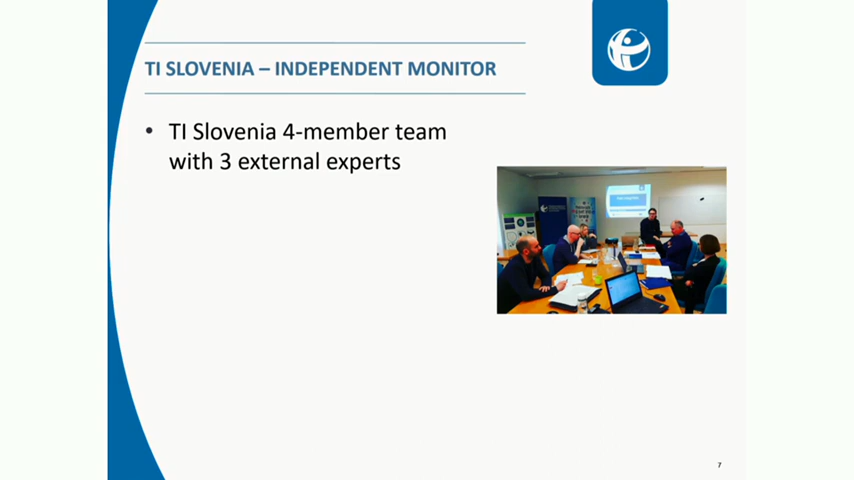 TI SLOVENIA – INDEPENDENT MONITOR
• TI Slovenia 4-member team
with 3 external experts
7